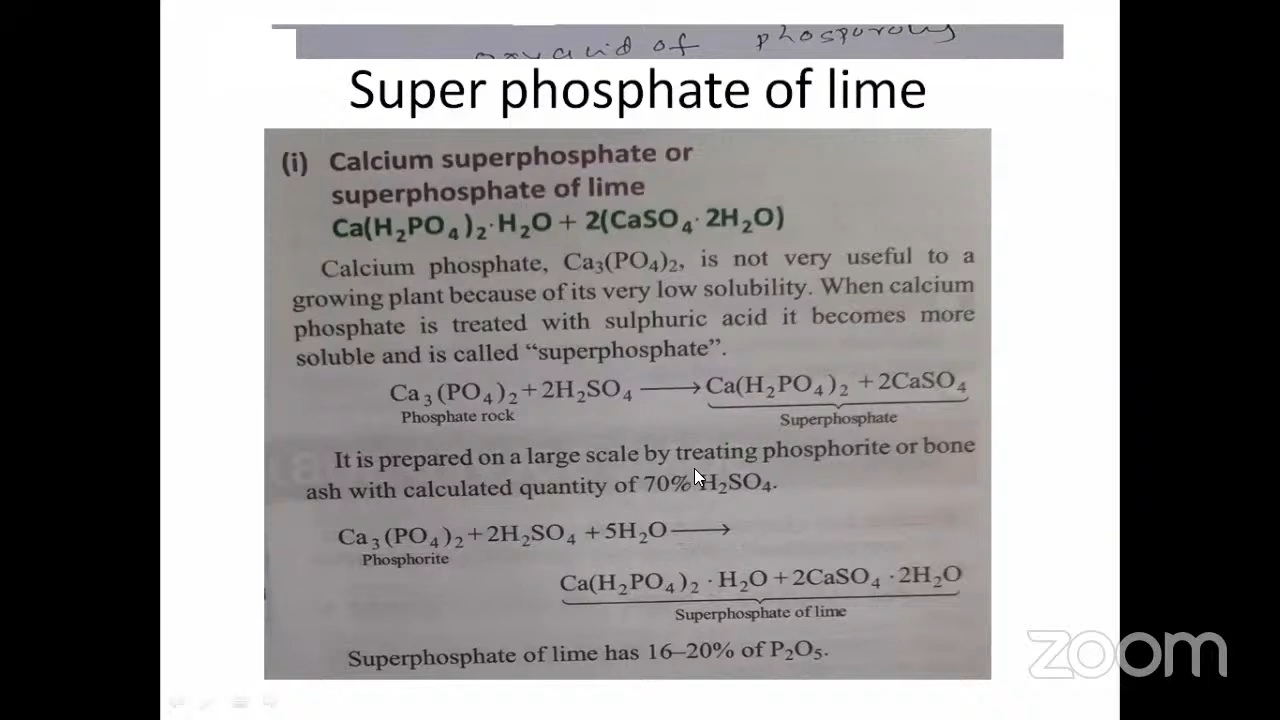 oxyacid of phosporous
Super phosphate of lime
(i) Calcium superphosphate or
superphosphate of lime
Ca(H₂PO₄)₂·H₂O + 2(CaSO₄·2H₂O)
Calcium phosphate, Ca₃(PO₄)₂, is not very useful to a
growing plant because of its very low solubility. When calcium
phosphate is treated with sulphuric acid it becomes more
soluble and is called “superphosphate”.
Ca₃(PO₄)₂+2H₂SO₄ ⟶ Ca(H₂PO₄)₂ +2CaSO₄
Phosphate rock Superphosphate
It is prepared on a large scale by treating phosphorite or bone
ash with calculated quantity of 70% H₂SO₄.
Ca₃(PO₄)₂+2H₂SO₄ +5H₂O ⟶
Phosphorite
Ca(H₂PO₄)₂ ·H₂O+2CaSO₄ ·2H₂O
Superphosphate of lime
Superphosphate of lime has 16–20% of P₂O₅.
zoom